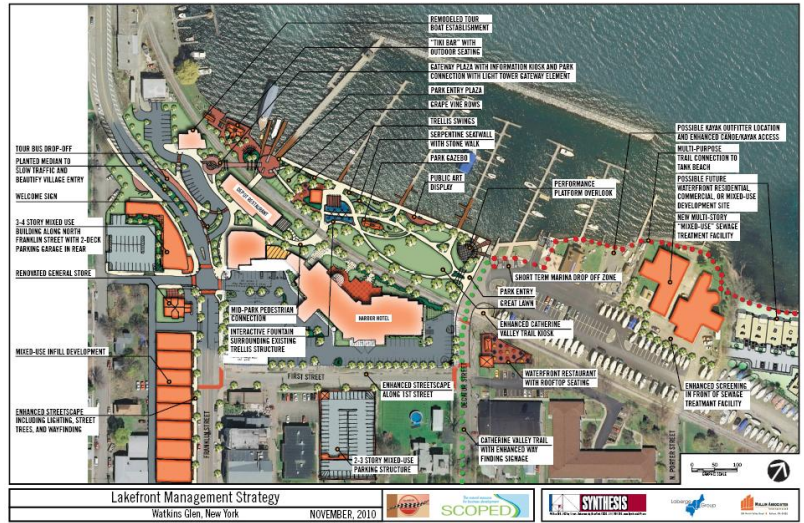 REMODELED TOUR
BOAT ESTABLISHMENT
"TIKI BAR" WITH
OUTDOOR SEATING
GATEWAY PLAZA WITH INFORMATION KIOSK AND PARK
CONNECTION WITH LIGHT TOWER GATEWAY ELEMENT
PARK ENTRY PLAZA
GRAPE VINE ROWS
TRELLIS SWINGS
SERPENTINE SEATWALL
WITH STONE WALK
PARK GAZEBO
PUBLIC ART
DISPLAY
PERFORMANCE
PLATFORM OVERLOOK
POSSIBLE KAYAK OUTFITTER LOCATION
AND ENHANCED CANOE/KAYAK ACCESS
MULTI-PURPOSE
TRAIL CONNECTION TO
TANK BEACH
POSSIBLE FUTURE
WATERFRONT RESIDENTIAL,
COMMERCIAL, OR MIXED-USE
DEVELOPMENT SITE
NEW MULTI-STORY
"MIXED-USE" SEWAGE
TREATMENT FACILITY
TOUR BUS DROP-OFF
PLANTED MEDIAN TO
SLOW TRAFFIC AND
BEAUTIFY VILLAGE ENTRY
WELCOME SIGN
3-4 STORY MIXED USE
BUILDING ALONG NORTH
FRANKLIN STREET WITH 2-DECK
PARKING GARAGE IN REAR
RENOVATED GENERAL STORE
MIXED-USE INFILL DEVELOPMENT
ENHANCED STREETSCAPE
INCLUDING LIGHTING, STREET
TREES, AND WAYFINDING
DEPOT RESTAURANT
HARBOR HOTEL
MID-PARK PEDESTRIAN
CONNECTION
INTERACTIVE FOUNTAIN
SURROUNDING EXISTING
TRELLIS STRUCTURE
SHORT TERM MARINA DROP OFF ZONE
PARK ENTRY
GREAT LAWN
ENHANCED CATHERINE
VALLEY TRAIL KIOSK
FIRST STREET
ENHANCED STREETSCAPE
ALONG 1ST STREET
WATERFRONT RESTAURANT
WITH ROOFTOP SEATING
ENHANCED SCREENING
IN FRONT OF SEWAGE
TREATMANT FACILITY
FRANKLIN STREET
2-3 STORY MIXED-USE
PARKING STRUCTURE
CATHERINE VALLEY TRAIL
WITH ENHANCED WAY
FINDING SIGNAGE
N. PORTER STREET
0 50 100
Lakefront Management Strategy
Watkins Glen, New York
NOVEMBER, 2010
SCOPED
SYNTHESIS
Laberge
Group